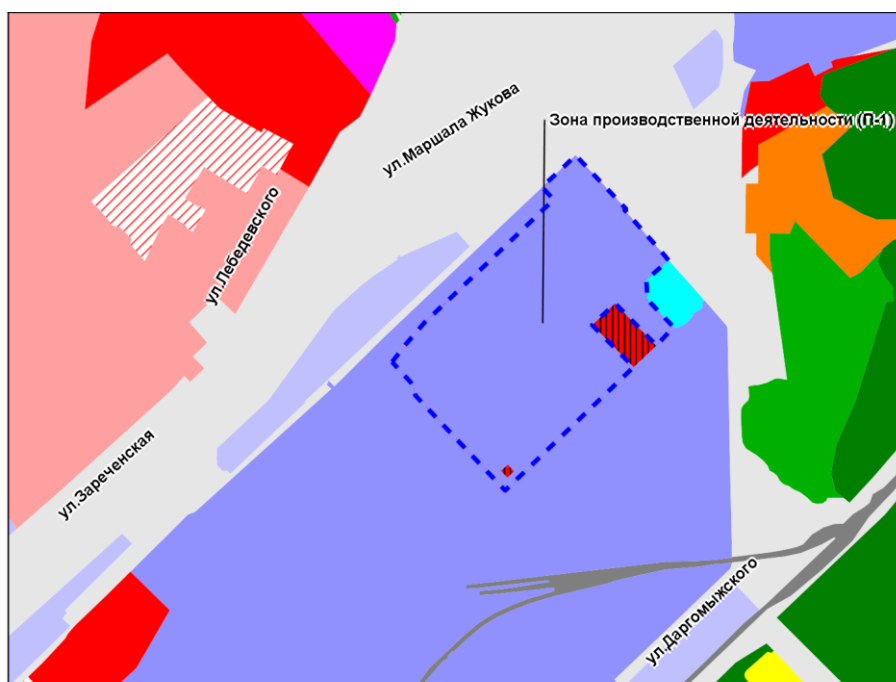 ул.Маршала Жукова
Зона производственной деятельности (П-1)
ул.Лебедевского
ул.Зареченская
ул.Даргомыжского